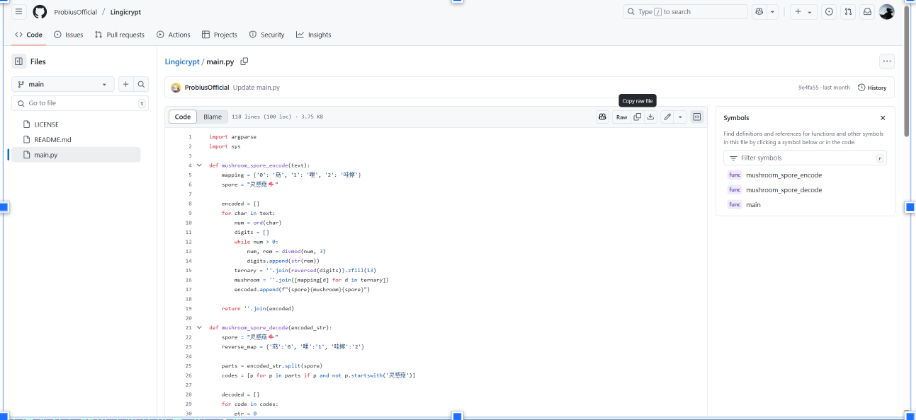 ProbiusOfficial / Lingicrypt
Type / to search
Code
Issues
Pull requests
Actions
Projects
Security
Insights
Files
main
Go to file
t
LICENSE
README.md
main.py
Lingicrypt / main.py
ProbiusOfficial Update main.py
9e4fa55 · last month
History
Copy raw file
Code Blame 118 lines (100 loc) · 3.75 KB
Raw
1 import argparse
2 import sys
3
4 def mushroom_spore_encode(text):
5 mapping = {'0': '菇', '1': '哩', '2': '哇擦'}
6 spore = "灵感菇🍄"
7
8 encoded = []
9 for char in text:
10 num = ord(char)
11 digits = []
12 while num > 0:
13 num, rem = divmod(num, 3)
14 digits.append(str(rem))
15 ternary = ''.join(reversed(digits)).zfill(13)
16 mushroom = ''.join([mapping[d] for d in ternary])
17 encoded.append(f"{spore}{mushroom}{spore}")
18
19 return ''.join(encoded)
20
21 def mushroom_spore_decode(encoded_str):
22 spore = "灵感菇🍄"
23 reverse_map = {'菇':'0', '哩':'1', '哇擦':'2'}
24
25 parts = encoded_str.split(spore)
26 codes = [p for p in parts if p and not p.startswith('灵感菇')]
27
28 decoded = []
29 for code in codes:
30 ptr = 0
Symbols
Find definitions and references for functions and other symbols
in this file by clicking a symbol below or in the code.
Filter symbols
r
func mushroom_spore_encode
func mushroom_spore_decode
func main